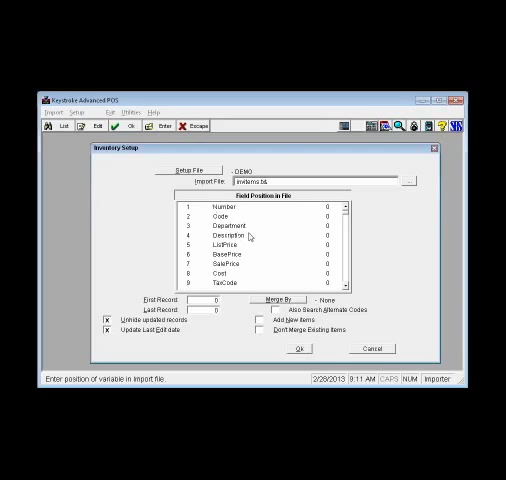 Keystroke Advanced POS
Import Setup Exit Utilities Help
List Edit Ok Enter Escape
Inventory Setup
Setup File - DEMO
Import File: invitems.txt ...
Field Position in File
1 Number 0
2 Code 0
3 Department 0
4 Description 0
5 ListPrice 0
6 BasePrice 0
7 SalePrice 0
8 Cost 0
9 TaxCode 0
First Record: 0 Merge By - None
Last Record: 0 Also Search Alternate Codes
X Unhide updated records Add New items
X Update Last Edit date Don't Merge Existing Items
Ok Cancel
Enter position of variable in Import file. 2/28/2013 9:11 AM CAPS NUM Importer